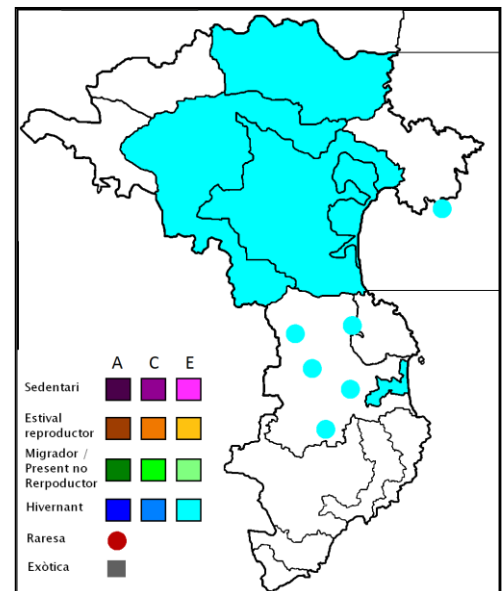 A C E
Sedentari
Estival
reproductor
Migrador /
Present no
Rerpoductor
Hivernant
Raresa
Exòtica